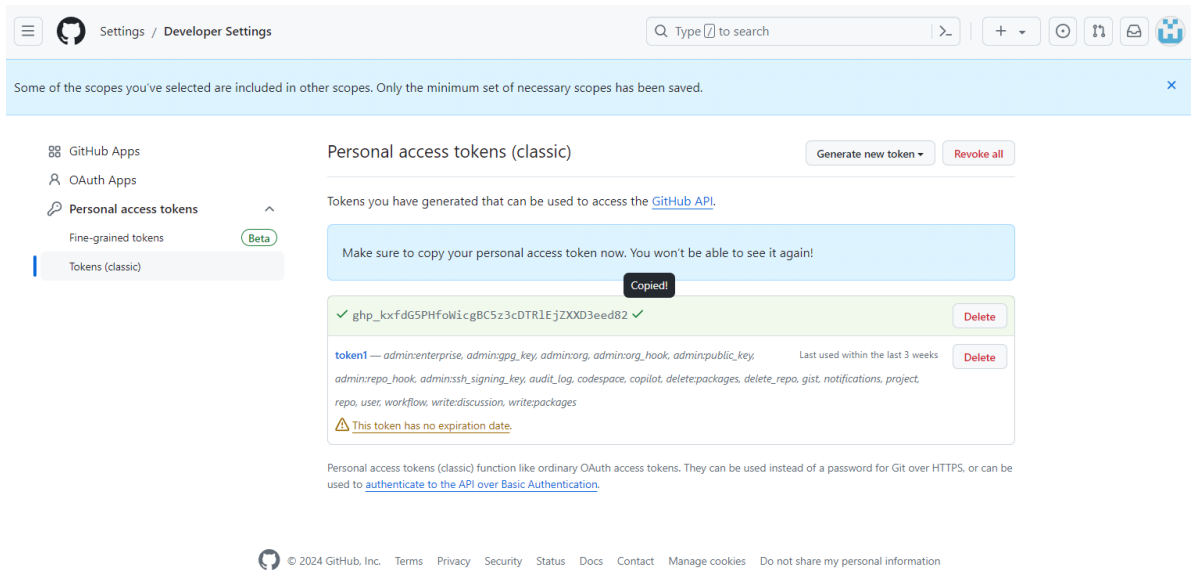 Settings / Developer Settings
Type / to search
Some of the scopes you've selected are included in other scopes. Only the minimum set of necessary scopes has been saved.
GitHub Apps
OAuth Apps
Personal access tokens
Fine-grained tokens
Beta
Tokens (classic)
Personal access tokens (classic)
Generate new token
Revoke all
Tokens you have generated that can be used to access the GitHub API.
Make sure to copy your personal access token now. You won't be able to see it again!
Copied!
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
Delete
token1 — admin:enterprise, admin:gpg_key, admin:org, admin:org_hook, admin:public_key,
admin:repo_hook, admin:ssh_signing_key, audit_log, codespace, copilot, delete:packages, delete_repo, gist, notifications, project,
repo, user, workflow, write:discussion, write:packages
Last used within the last 3 weeks
Delete
This token has no expiration date.
Personal access tokens (classic) function like ordinary OAuth access tokens. They can be used instead of a password for Git over HTTPS, or can be
used to authenticate to the API over Basic Authentication.
© 2024 GitHub, Inc. Terms Privacy Security Status Docs Contact Manage cookies Do not share my personal information